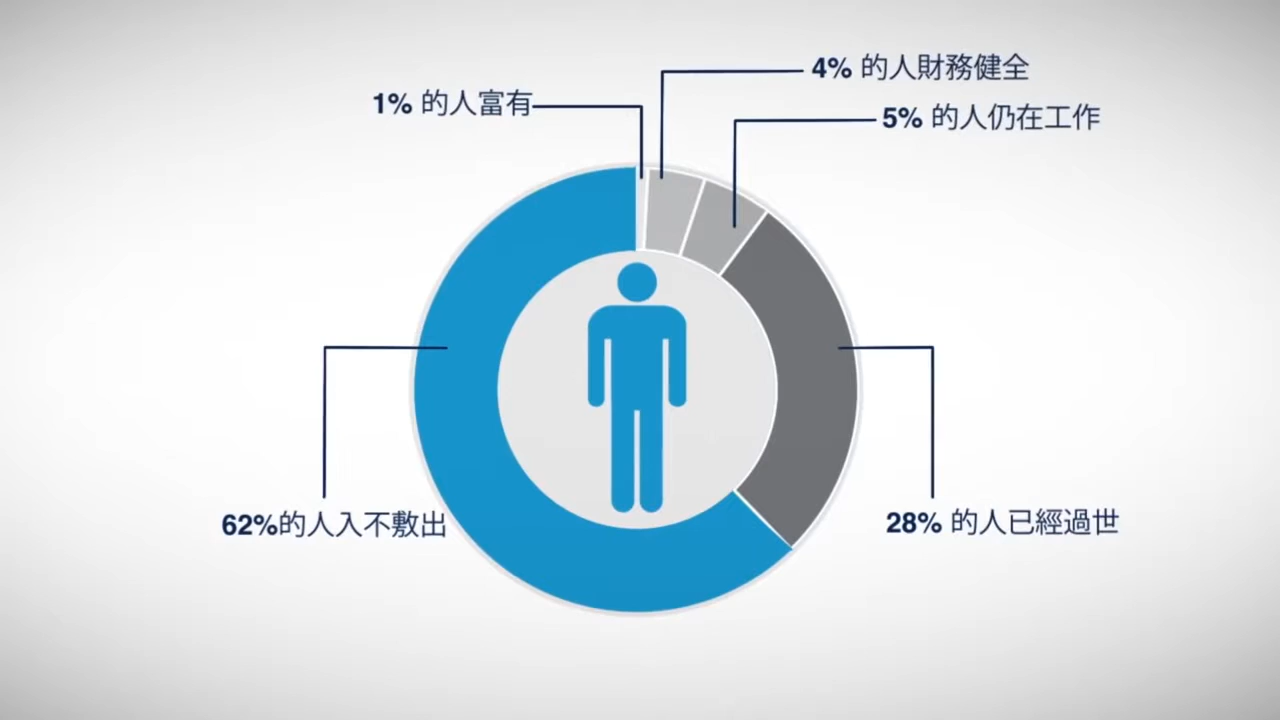 4% 的人財務健全
1% 的人富有
5% 的人仍在工作
62%的人入不敷出
28% 的人已經過世